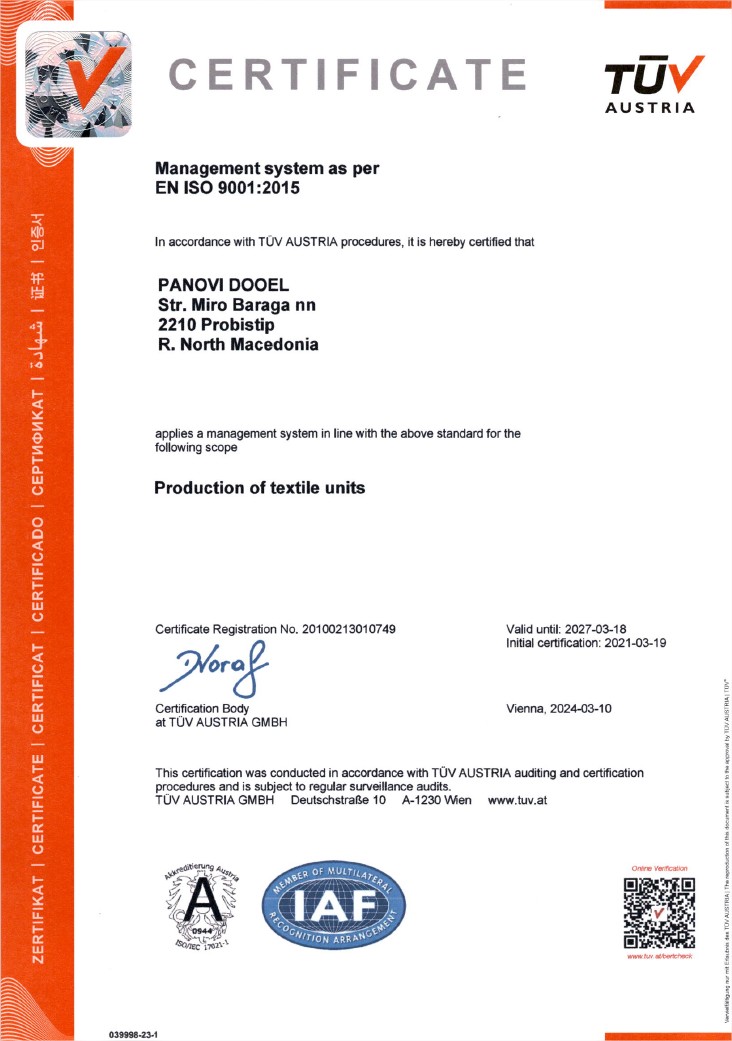 CERTIFICATE
TÜV
AUSTRIA
Management system as per
EN ISO 9001:2015
In accordance with TÜV AUSTRIA procedures, it is hereby certified that
PANOVI DOOEL
Str. Miro Baraga nn
2210 Probistip
R. North Macedonia
applies a management system in line with the above standard for the
following scope
Production of textile units
Certificate Registration No. 20100213010749
Valid until: 2027-03-18
Initial certification: 2021-03-19
Certification Body
at TÜV AUSTRIA GMBH
Vienna, 2024-03-10
This certification was conducted in accordance with TÜV AUSTRIA auditing and certification
procedures and is subject to regular surveillance audits.
TÜV AUSTRIA GMBH Deutschstraße 10 A-1230 Wien www.tuv.at
Akkreditierung Austria
A
0944
ISO/IEC 17021-1
MEMBER OF MULTILATERAL
IAF
RECOGNITION ARRANGEMENT
Online Verification
www.tuv.at/certcheck
039998-23-1
ZERTIFIKAT | CERTIFICATE | CERTIFICAT | CERTIFICADO | СЕРТИФИКАТ | شهادة | 证书 | 인증서
Vervielfältigung nur mit Erlaubnis des TÜV AUSTRIA | The reproduction of this document is subject to the approval by TÜV AUSTRIA | TÜV®